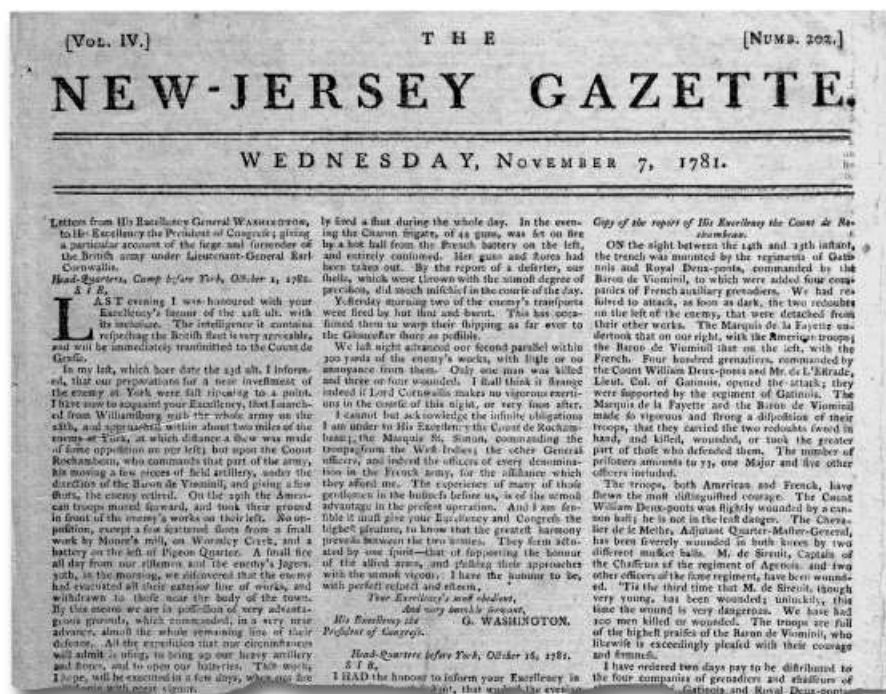 [VOL. IV.]
THE
[NUMB. 202.]
NEW-JERSEY GAZETTE.
WEDNESDAY, NOVEMBER 7, 1781.
Letters from His Excellency General WASHINGTON,
to His Excellency the President of Congress; giving
a particular account of the siege and surrender of
the British army under Lieutenant-General Earl
Cornwallis.
Head-Quarters, Camp before York, October 1, 1781.
SIR,
LAST evening I was honoured with your
Excellency's favour of the 21st ult. with
its inclosure. The intelligence it contains
respecting the British fleet is very agreeable,
and will be immediately transmitted to the Count de
Grasse.
In my last, which bore date the 23d ult. I inform-
ed, that our preparations for a near investment of
the enemy at York were fast ripening to a point.
I have now to acquaint your Excellency, that I march-
ed from Williamsburg with the whole army on the
28th, and approached within about two miles of the
enemy at York, at which distance a shew was made
of some opposition on our left; but upon the Count
Rochambeau, who commands that part of the army,
his moving a few pieces of field artillery, under the
direction of the Baron de Viominil, and giving a few
shots, the enemy retired. On the 29th the Ameri-
can troops moved forward, and took their ground
in front of the enemy's works on their left. No op-
position, except a few scattered shots from a small
work by Moore's mill, on Wormley Creek, and a
battery on the left of Pigeon Quarter. A small fire
all day from our riflemen and the enemy's Jagers.
30th, in the morning, we discovered that the enemy
had evacuated all their exterior line of works, and
withdrawn to those near the body of the town.
By this means we are in possession of very advanta-
geous grounds, which command, in a very near
advance, almost the whole remaining line of their
defence. All the expedition that our circumstances
will admit is using, to bring up our heavy artillery
and stores, and to open our batteries. This work,
I hope, will be executed in a few days, when our fire
with great vigour.
ly fired a shot during the whole day. In the even-
ing the Charon frigate, of 44 guns, was set on fire
by a hot ball from the French battery on the left,
and entirely consumed. Her guns and stores had
been taken out. By the report of a deserter, our
shells, which were thrown with the utmost degree of
precision, did much mischief in the course of the day.
Yesterday morning two of the enemy's transports
were fired by hot shot and burnt. This has occa-
sioned them to warp their shipping as far over to
the Gloucester shore as possible.
We last night advanced our second parallel within
300 yards of the enemy's works, with little or no
annoyance from them. Only one man was killed
and three or four wounded. I shall think it strange
indeed if Lord Cornwallis makes no vigorous exerti-
ons in the course of this night, or very soon after.
I cannot but acknowledge the infinite obligations
I am under to His Excellency the Count de Rocham-
beau; the Marquis St. Simon, commanding the
troops from the West-Indies; the other General
officers, and indeed the officers of every denomina-
tion in the French army, for the assistance which
they afford me. The experience of many of those
gentlemen in the business before us, is of the utmost
advantage in the present operation. And I am sen-
sible it must give your Excellency and Congress the
highest pleasure, to know that the greatest harmony
prevails between the two armies. They seem actu-
ated by one spirit—that of supporting the honour
of the allied arms, and pushing their approaches
with the utmost vigour. I have the honour to be,
with perfect respect and esteem,
Your Excellency's most obedient,
And very humble servant,
His Excellency the G. WASHINGTON.
President of Congress.
Head-Quarters before York, October 16, 1781.
SIR,
I HAD the honour to inform your Excellency in
Copy of the report of His Excellency the Count de Ro-
chambeau.
ON the night between the 14th and 15th instant,
the trench was mounted by the regiments of Gati-
nois and Royal Deux-ponts, commanded by the
Baron de Viominil, to which were added four com-
panies of French auxiliary grenadiers. We had re-
solved to attack, as soon as dark, the two redoubts
on the left of the enemy, that were detached from
their other works. The Marquis de la Fayette un-
dertook that on our right, with the American troops;
the Baron de Viominil that on the left, with the
French. Four hundred grenadiers, commanded by
the Count William Deux-ponts and Mr. de L'Estrade,
Lieut. Col. of Gatinois, opened the attack; they
were supported by the regiment of Gatinois. The
Marquis de la Fayette and the Baron de Viominil
made so vigorous and strong a disposition of their
troops, that they carried the two redoubts sword in
hand, and killed, wounded, or took the greater
part of those who defended them. The number of
prisoners amounts to 73, one Major and five other
officers included.
The troops, both American and French, have
shewn the most distinguished courage. The Count
William Deux-ponts was slightly wounded by a can-
non ball; he is not in the least danger. The Cheva-
lier de la Methe, Adjutant Quarter-Master-General,
has been severely wounded in both knees by two
different musket balls. M. de Sireuil, Captain of
the Chasseurs of the regiment of Agenois, and two
other officers of the same regiment, have been wound-
ed. 'Tis the third time that M. de Sireuil, though
very young, has been wounded; unluckily, this
time the wound is very dangerous. We have had
100 men killed or wounded. The troops are full
of the highest praises of the Baron de Viominil, who
likewise is exceedingly pleased with their courage
and firmness.
I have ordered two days pay to be distributed to
the four companies of grenadiers and chasseurs of
Gatinois and Royal Deux-ponts